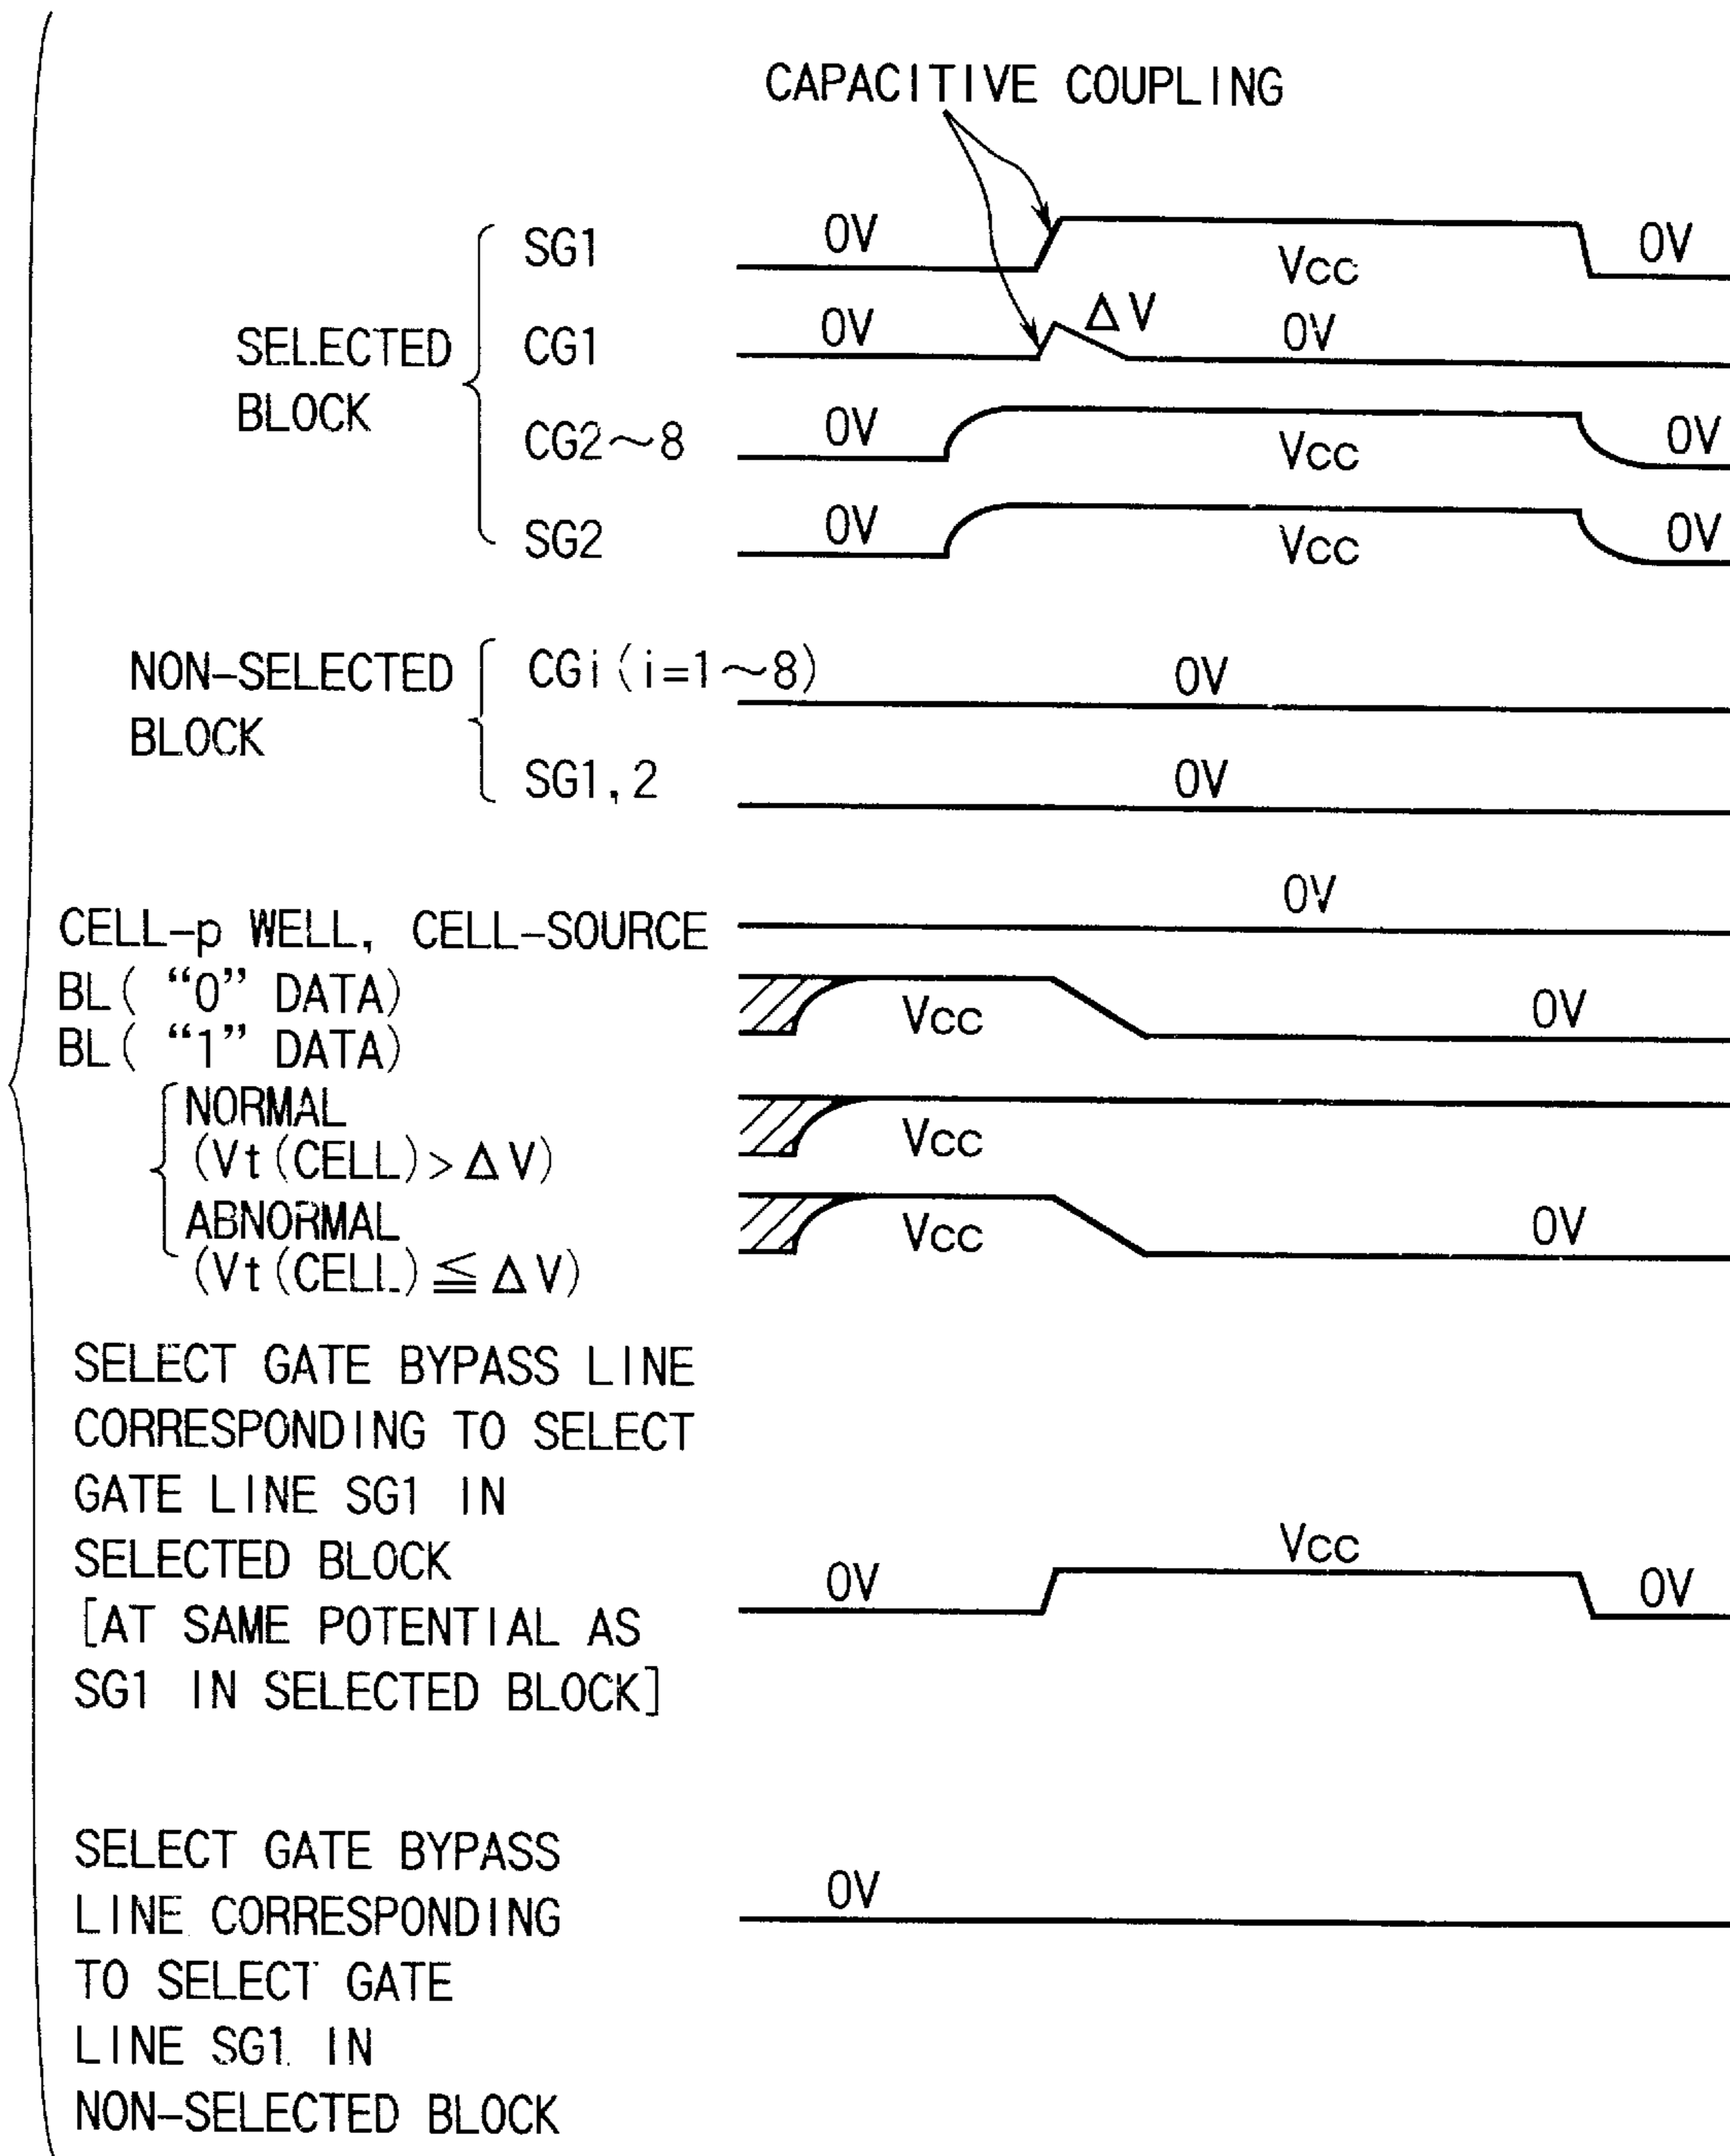 CAPACITIVE COUPLING
SG1 0V Vcc 0V
SELECTED BLOCK
CG1 0V ΔV 0V
CG2~8 0V Vcc 0V
SG2 0V Vcc 0V
NON-SELECTED BLOCK
CGi(i=1~8) 0V
SG1,2 0V
CELL-p WELL, CELL-SOURCE 0V
BL( “0” DATA) Vcc 0V
BL( “1” DATA)
NORMAL
(Vt(CELL)>ΔV) Vcc
ABNORMAL
(Vt(CELL)≦ΔV) Vcc 0V
SELECT GATE BYPASS LINE
CORRESPONDING TO SELECT
GATE LINE SG1 IN
SELECTED BLOCK 0V Vcc 0V
[AT SAME POTENTIAL AS
SG1 IN SELECTED BLOCK]
SELECT GATE BYPASS
LINE CORRESPONDING 0V
TO SELECT GATE
LINE SG1 IN
NON-SELECTED BLOCK